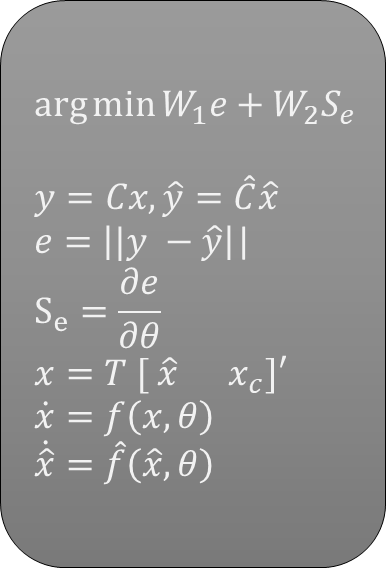 arg min W₁e + W₂Sₑ
y = Cx, ŷ = Ĉx̂
e = ||y − ŷ||
Sₑ = ∂e/∂θ
x = T [ x̂ x_c]′
ẋ = f(x, θ)
x̂̇ = f̂(x̂, θ)